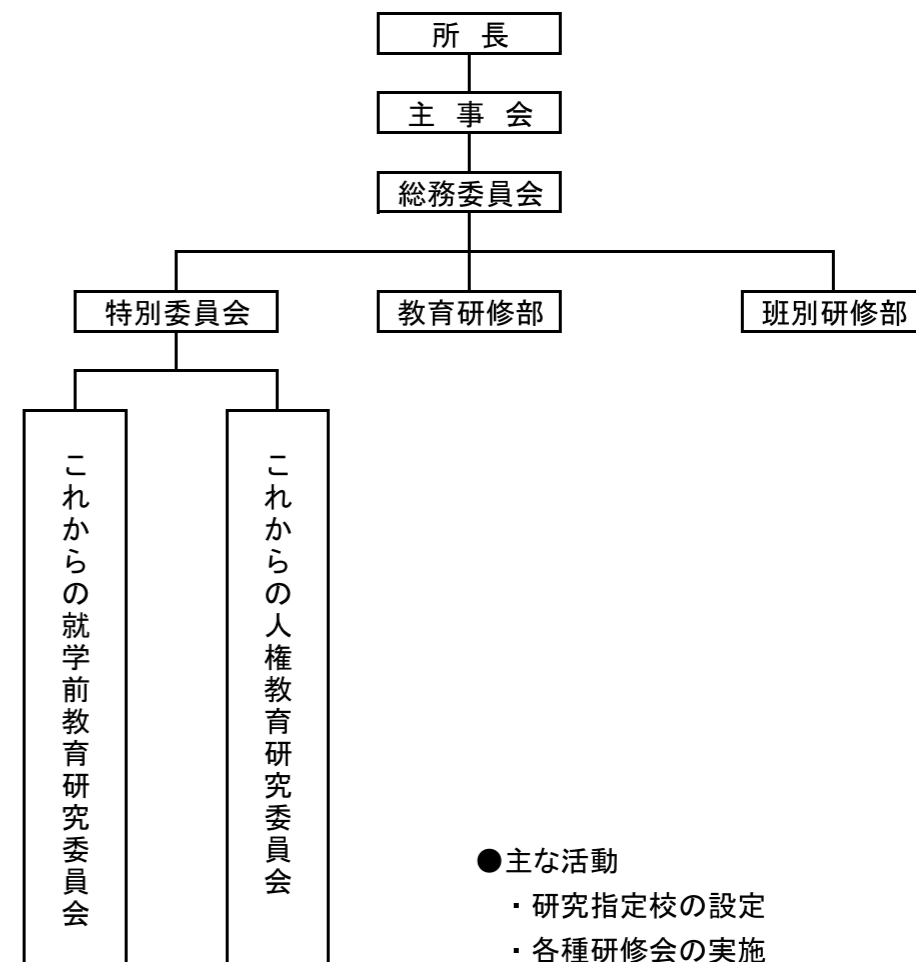 所 長
主 事 会
総務委員会
特別委員会
教育研修部
班別研修部
これからの就学前教育研究委員会
これからの人権教育研究委員会
●主な活動
・研究指定校の設定
・各種研修会の実施